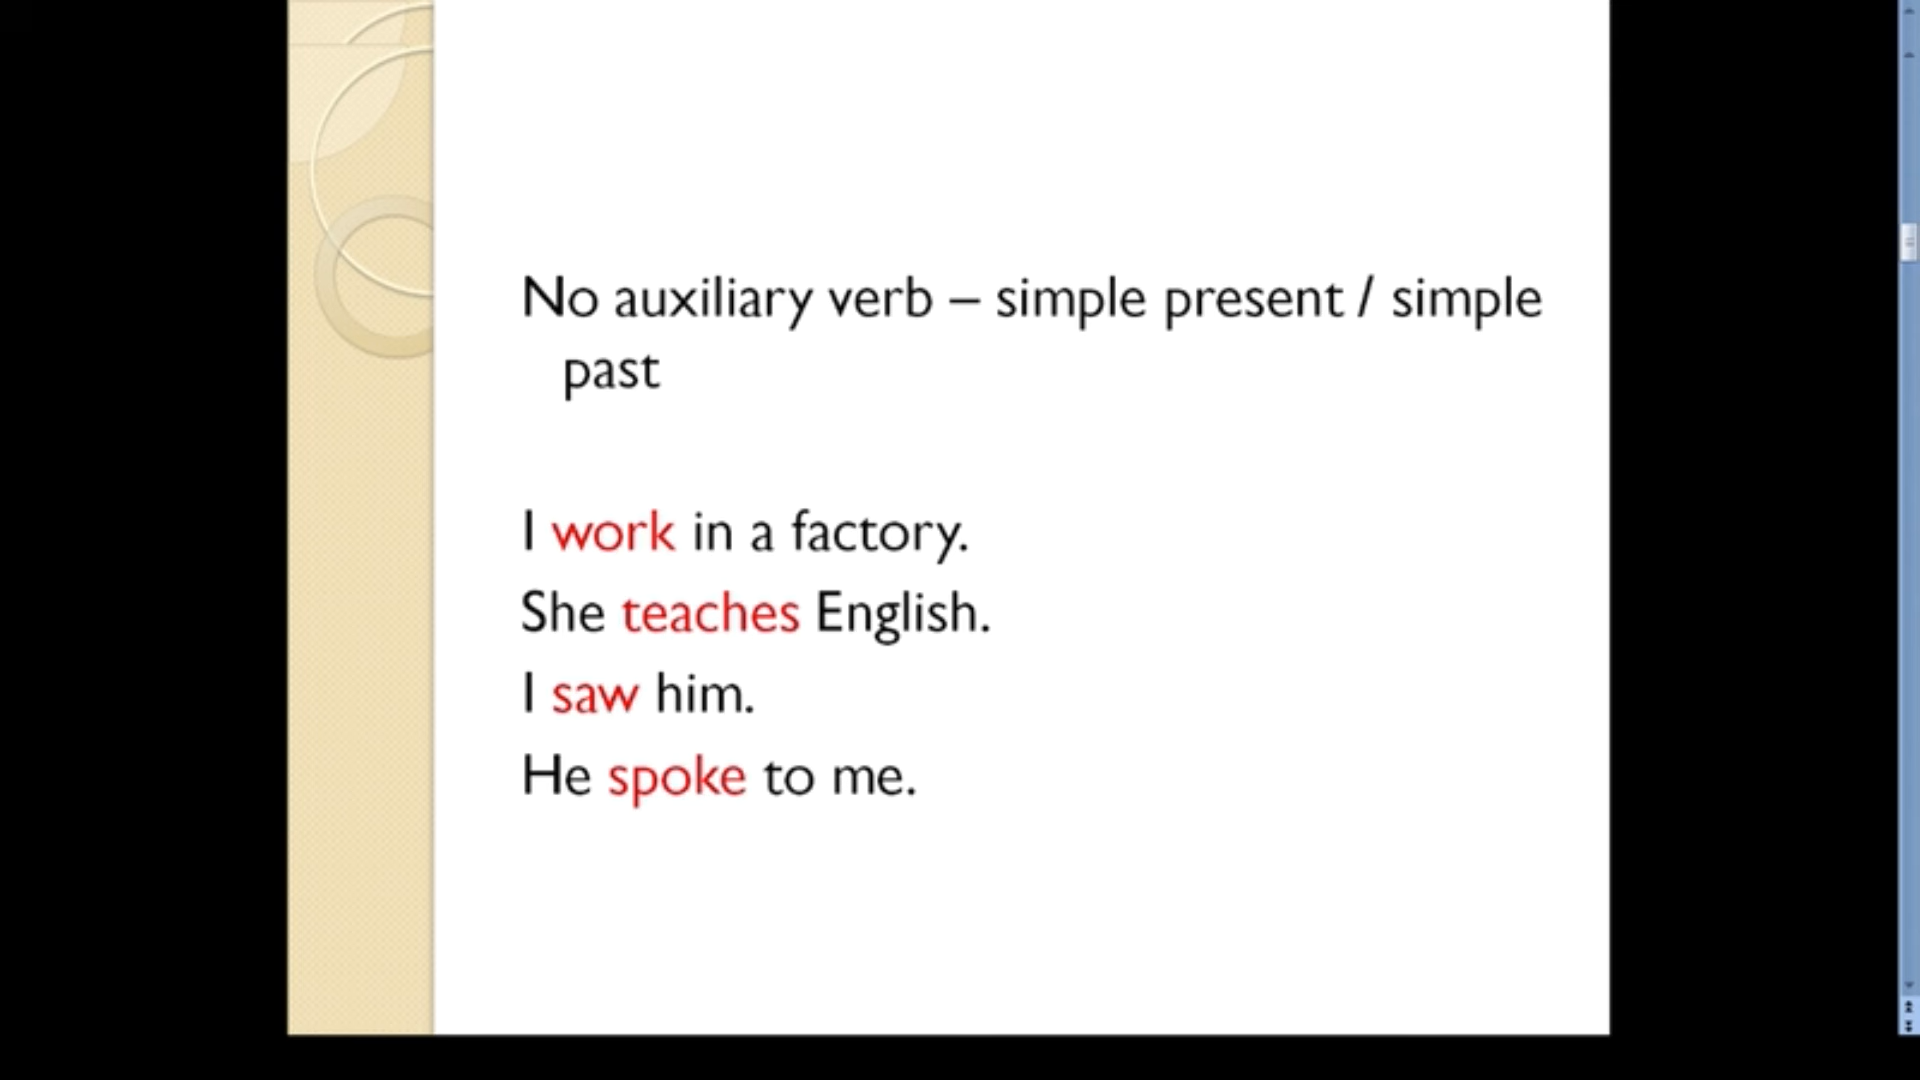 No auxiliary verb – simple present / simple
past
I work in a factory.
She teaches English.
I saw him.
He spoke to me.